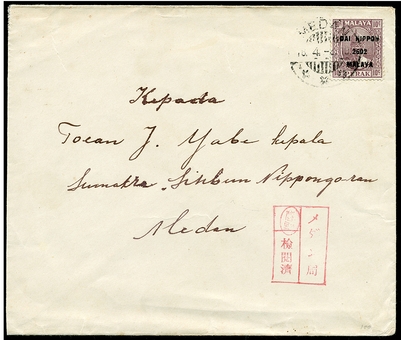 MEDAN
MALAYA
DAI NIPPON
2602
MALAYA
PERAK
Kepada
Toean J. Yabe kepala
Sumatra Sinbun Nippongoran
Medan
メダン局
検閲済